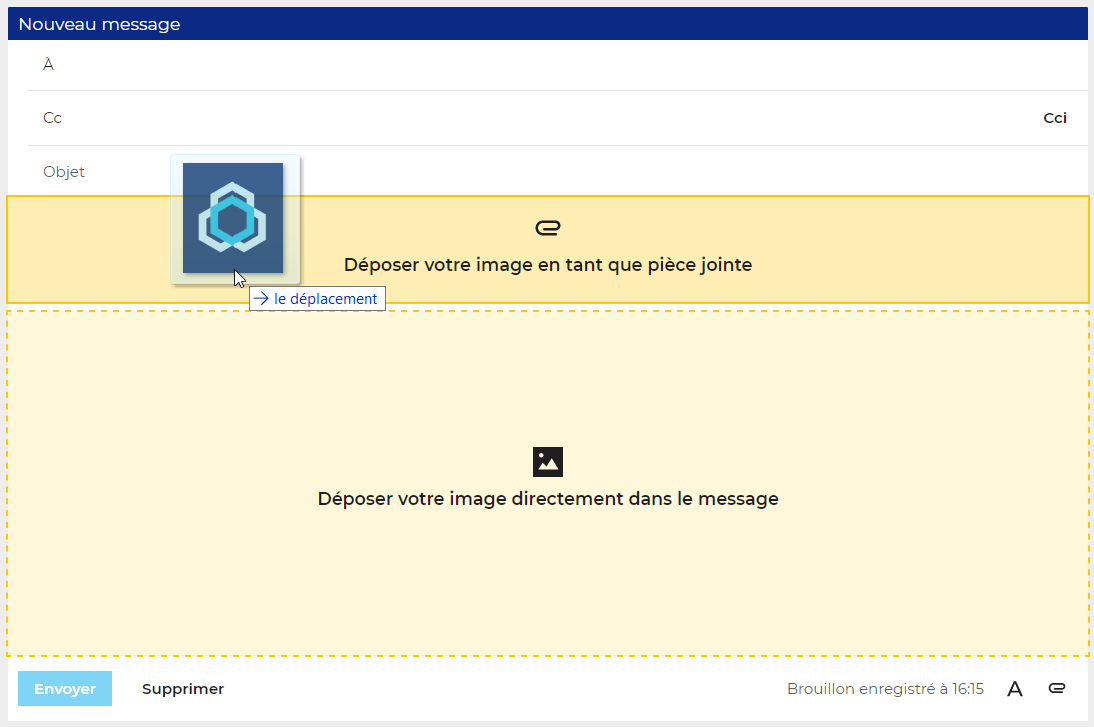 Nouveau message
À
Cc
Cci
Objet
Déposer votre image en tant que pièce jointe
le déplacement
Déposer votre image directement dans le message
Envoyer
Supprimer
Brouillon enregistré à 16:15
A